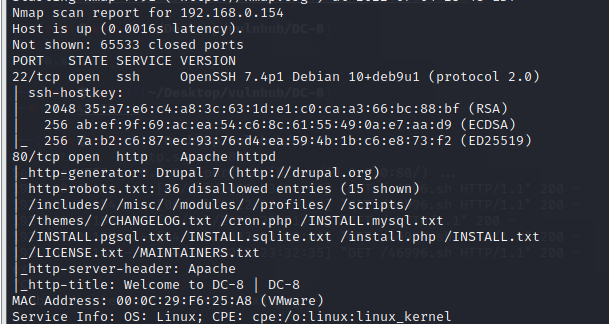 Nmap scan report for 192.168.0.154
Host is up (0.0016s latency).
Not shown: 65533 closed ports
PORT   STATE SERVICE VERSION
22/tcp open  ssh     OpenSSH 7.4p1 Debian 10+deb9u1 (protocol 2.0)
| ssh-hostkey:
|   2048 35:a7:e6:c4:a8:3c:63:1d:e1:c0:ca:a3:66:bc:88:bf (RSA)
|   256 ab:ef:9f:69:ac:ea:54:c6:8c:61:55:49:0a:e7:aa:d9 (ECDSA)
|_  256 7a:b2:c6:87:ec:93:76:d4:ea:59:4b:1b:c6:e8:73:f2 (ED25519)
80/tcp open  http    Apache httpd
|_http-generator: Drupal 7 (http://drupal.org)
| http-robots.txt: 36 disallowed entries (15 shown)
| /includes/ /misc/ /modules/ /profiles/ /scripts/
| /themes/ /CHANGELOG.txt /cron.php /INSTALL.mysql.txt
| /INSTALL.pgsql.txt /INSTALL.sqlite.txt /install.php /INSTALL.txt
|_/LICENSE.txt /MAINTAINERS.txt
|_http-server-header: Apache
|_http-title: Welcome to DC-8 | DC-8
MAC Address: 00:0C:29:F6:25:A8 (VMware)
Service Info: OS: Linux; CPE: cpe:/o:linux:linux_kernel